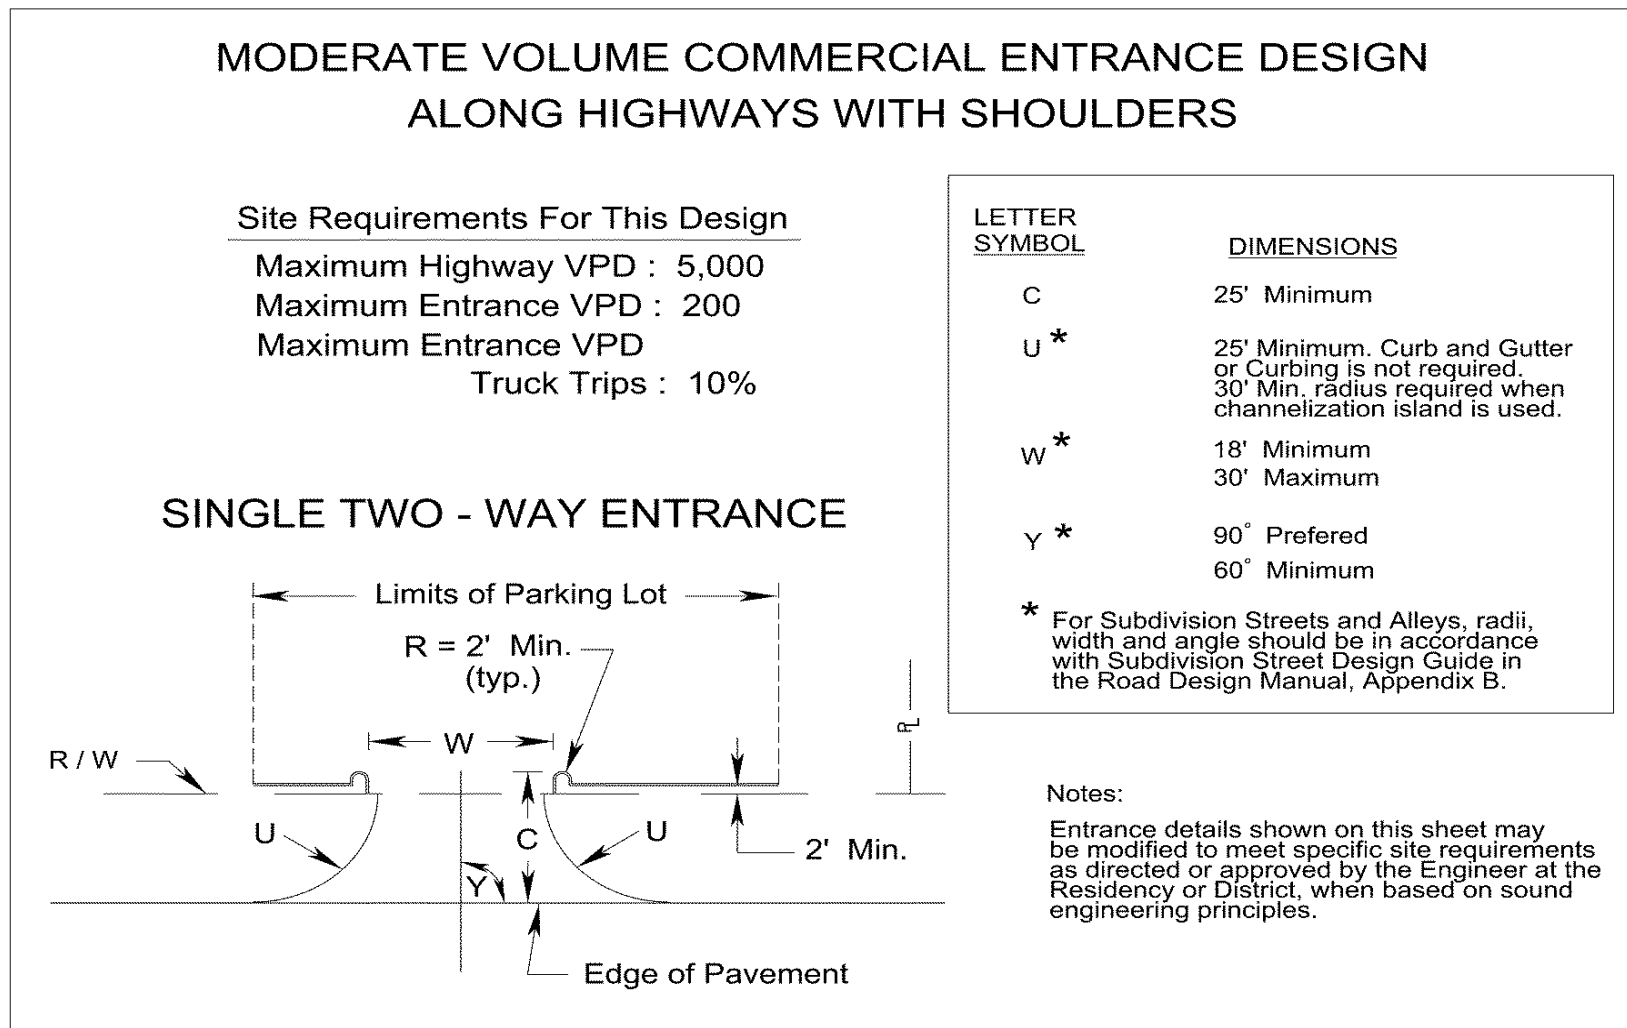 MODERATE VOLUME COMMERCIAL ENTRANCE DESIGN
ALONG HIGHWAYS WITH SHOULDERS
Site Requirements For This Design
Maximum Highway VPD : 5,000
Maximum Entrance VPD : 200
Maximum Entrance VPD
Truck Trips : 10%
LETTER
SYMBOL
DIMENSIONS
C 25' Minimum
U * 25' Minimum. Curb and Gutter
or Curbing is not required.
30' Min. radius required when
channelization island is used.
W * 18' Minimum
30' Maximum
Y * 90° Prefered
60° Minimum
* For Subdivision Streets and Alleys, radii,
width and angle should be in accordance
with Subdivision Street Design Guide in
the Road Design Manual, Appendix B.
SINGLE TWO - WAY ENTRANCE
Limits of Parking Lot
R = 2' Min.
(typ.)
W
R / W
PL
U
C
U
Y
2' Min.
Edge of Pavement
Notes:
Entrance details shown on this sheet may
be modified to meet specific site requirements
as directed or approved by the Engineer at the
Residency or District, when based on sound
engineering principles.